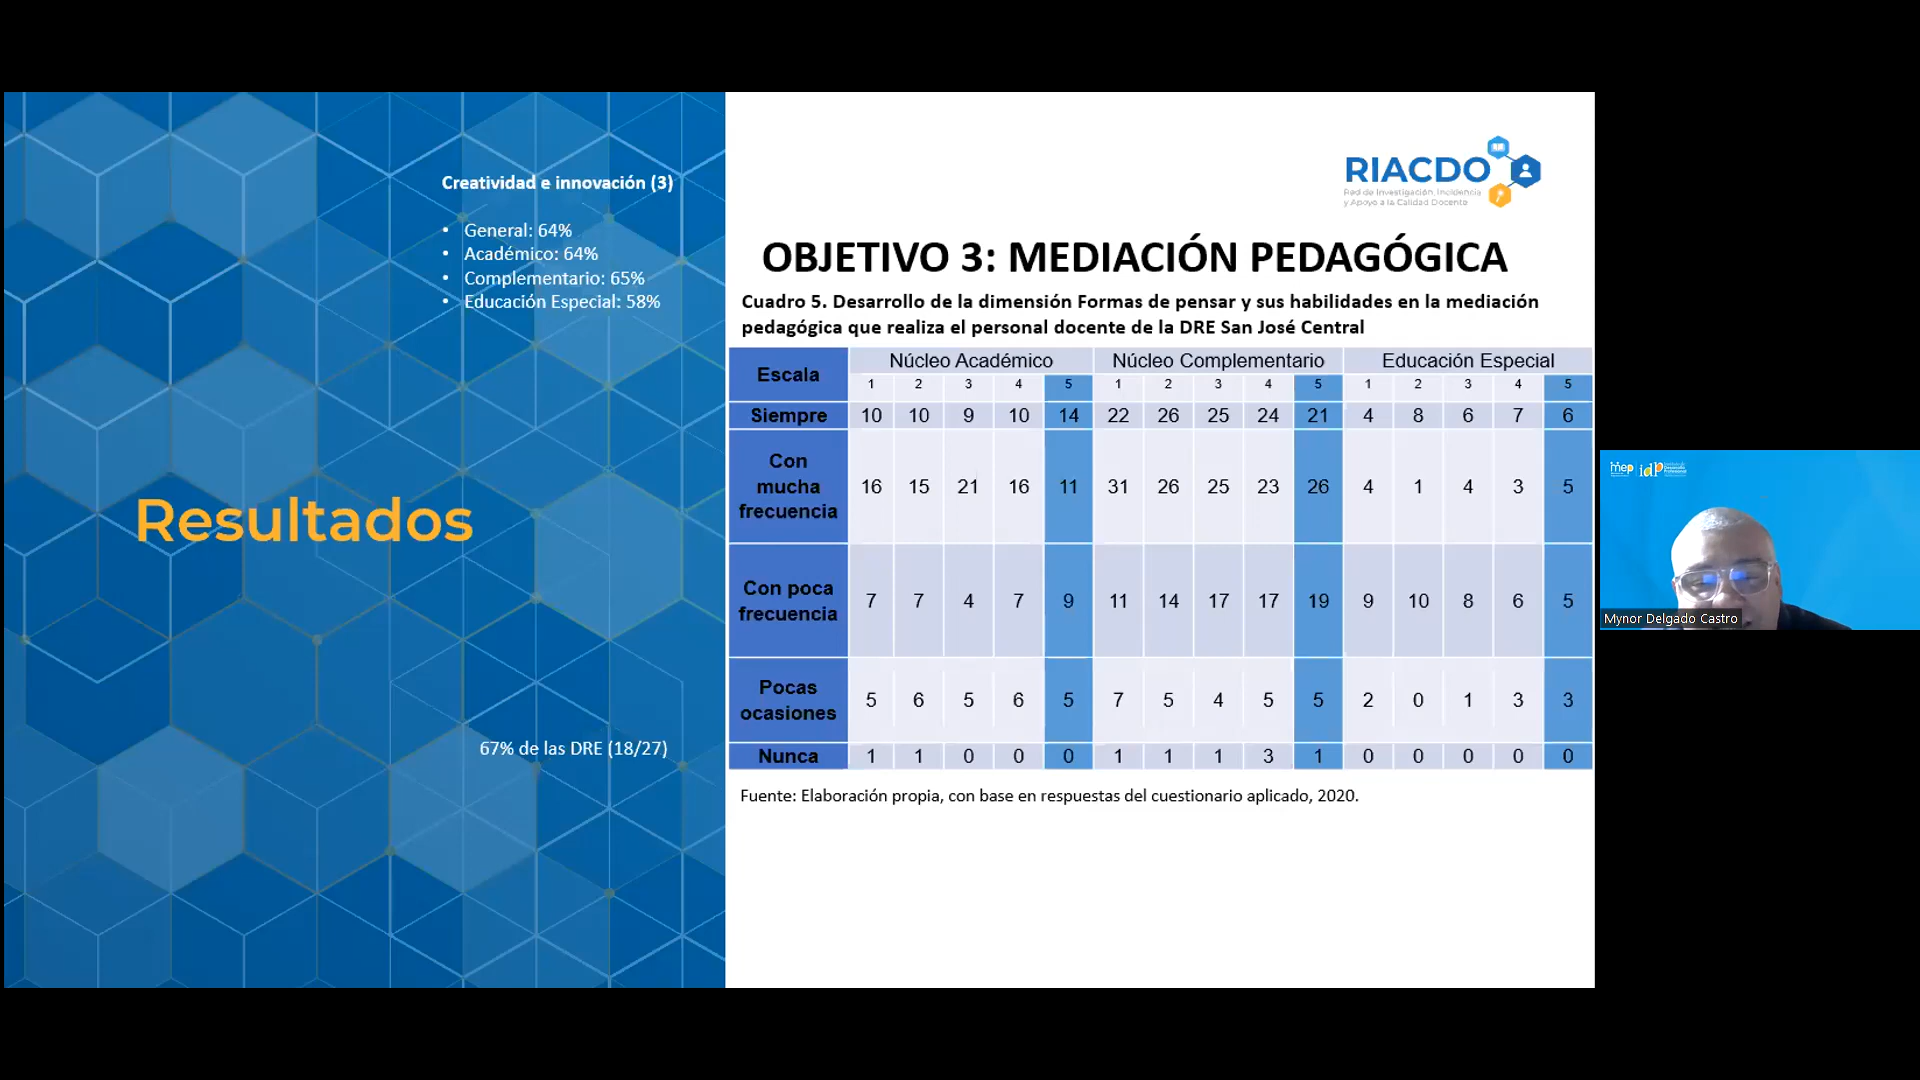 Creatividad e innovación (3)
• General: 64%
• Académico: 64%
• Complementario: 65%
• Educación Especial: 58%
Resultados
67% de las DRE (18/27)
RIACDO
Red de Investigación, Incidencia
y Apoyo a la Calidad Docente
OBJETIVO 3: MEDIACIÓN PEDAGÓGICA
Cuadro 5. Desarrollo de la dimensión Formas de pensar y sus habilidades en la mediación
pedagógica que realiza el personal docente de la DRE San José Central
Escala Núcleo Académico Núcleo Complementario Educación Especial
1 2 3 4 5 1 2 3 4 5 1 2 3 4 5
Siempre 10 10 9 10 14 22 26 25 24 21 4 8 6 7 6
Con
mucha
frecuencia 16 15 21 16 11 31 26 25 23 26 4 1 4 3 5
Con poca
frecuencia 7 7 4 7 9 11 14 17 17 19 9 10 8 6 5
Pocas
ocasiones 5 6 5 6 5 7 5 4 5 5 2 0 1 3 3
Nunca 1 1 0 0 0 1 1 1 3 1 0 0 0 0 0
Fuente: Elaboración propia, con base en respuestas del cuestionario aplicado, 2020.
mep idp
Mynor Delgado Castro